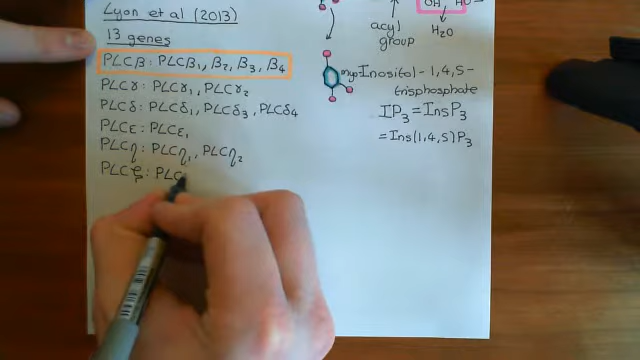 Lyon et al (2013)
13 genes
PLCβ: PLCβ₁, β₂, β₃, β₄
PLCγ: PLCγ₁, PLCγ₂
PLCδ: PLCδ₁, PLCδ₃, PLCδ₄
PLCε: PLCε₁
PLCη: PLCη₁, PLCη₂
PLCζ: PLC
OH HO
acyl
group
H₂O
myo Inositol-1,4,5-
trisphosphate
IP₃ = InsP₃
= Ins(1,4,5)P₃